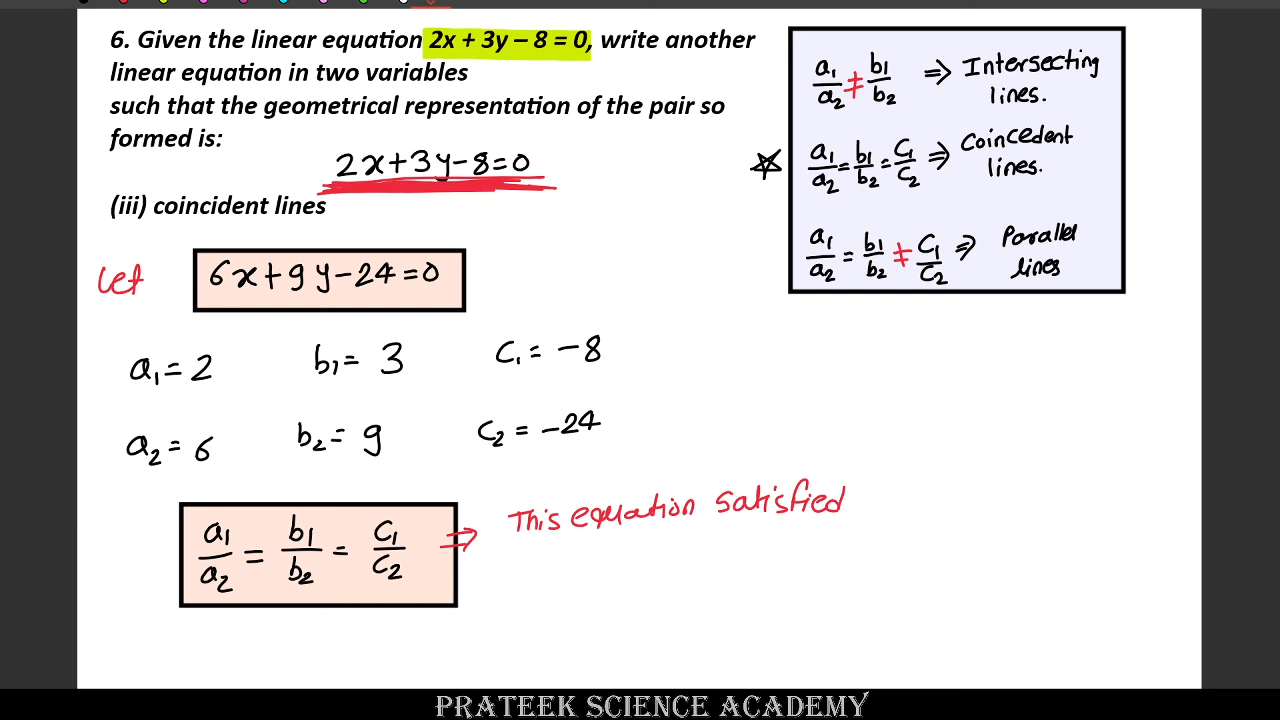 6. Given the linear equation 2x + 3y – 8 = 0, write another
linear equation in two variables
such that the geometrical representation of the pair so
formed is:
2x+3y-8=0
(iii) coincident lines
Let 6x+9y-24=0
a₁=2 b₁= 3 c₁= -8
a₂= 6 b₂= 9 c₂= -24
a₁/a₂ = b₁/b₂ = c₁/c₂ ⇒ This equation satisfied
a₁/a₂ ≠ b₁/b₂ ⇒ Intersecting
lines.
☆ a₁/a₂ = b₁/b₂ = c₁/c₂ ⇒ Coincedent
lines.
a₁/a₂ = b₁/b₂ ≠ c₁/c₂ ⇒ Parallel
lines
PRATEEK SCIENCE ACADEMY